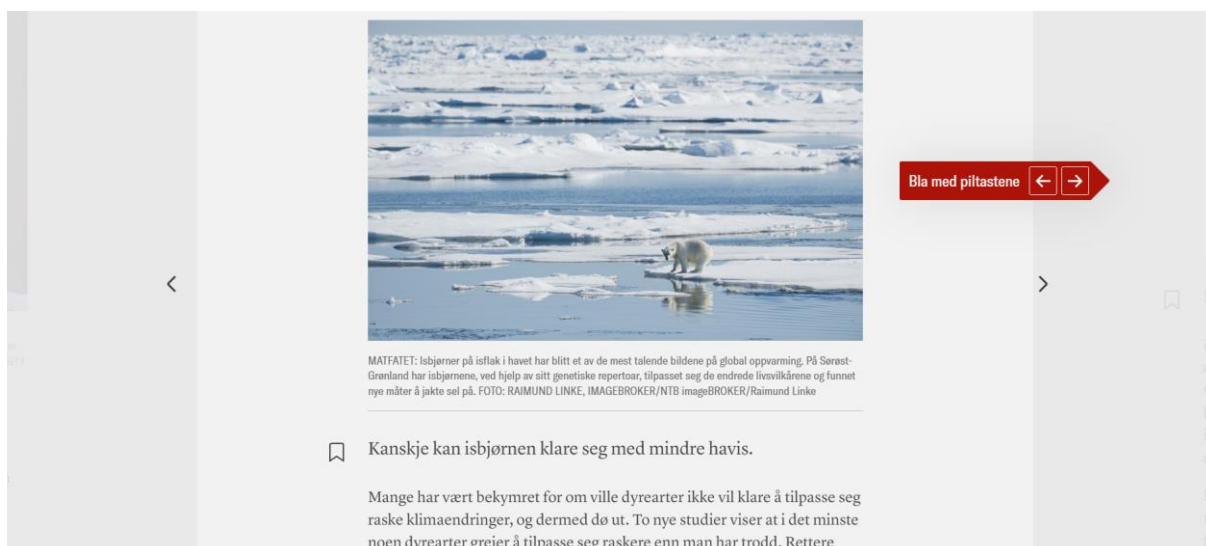 Bla med piltastene
MATFATET: Isbjørner på isflak i havet har blitt et av de mest talende bildene på global oppvarming. På Sørøst-
Grønland har isbjørnene, ved hjelp av sitt genetiske repertoar, tilpasset seg de endrede livsvilkårene og funnet
nye måter å jakte sel på. FOTO: RAIMUND LINKE, IMAGEBROKER/NTB imageBROKER/Raimund Linke
Kanskje kan isbjørnen klare seg med mindre havis.
Mange har vært bekymret for om ville dyrearter ikke vil klare å tilpasse seg
raske klimaendringer, og dermed dø ut. To nye studier viser at i det minste
noen dyrearter greier å tilpasse seg raskere enn man har trodd. Rettere